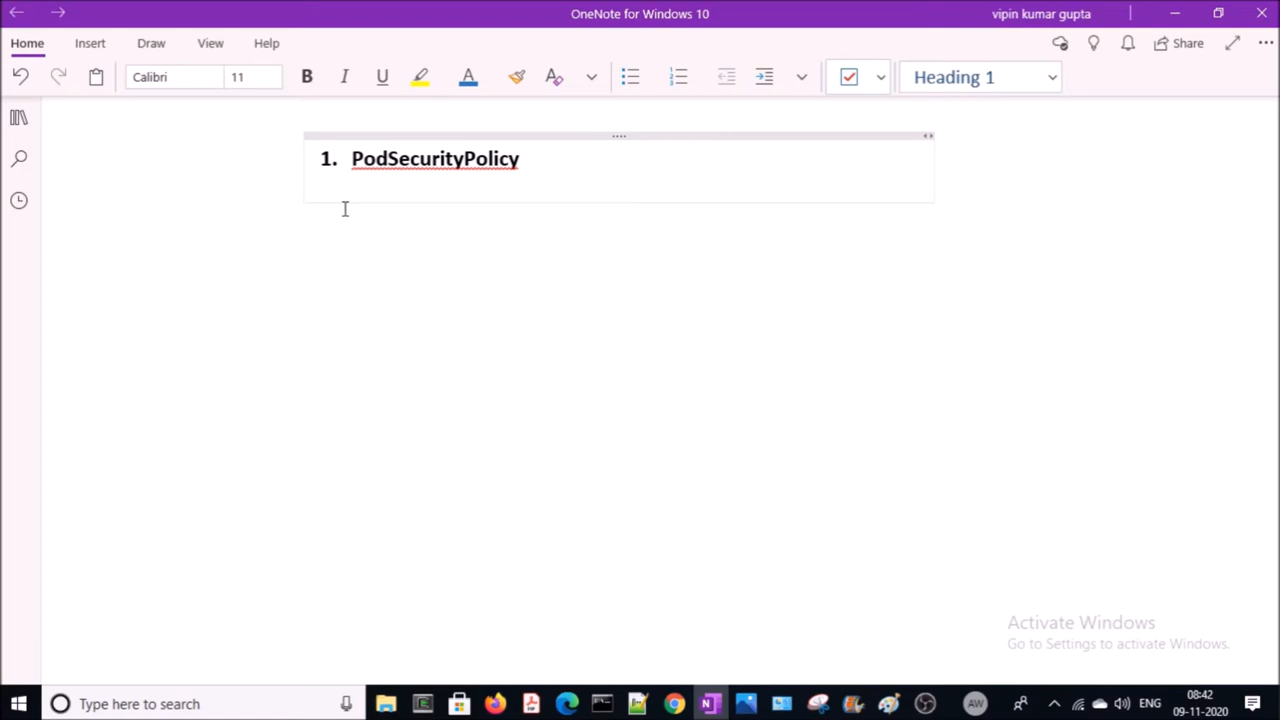 OneNote for Windows 10
vipin kumar gupta
Home
Insert
Draw
View
Help
Share
Calibri
11
B
I
U
A
A
Heading 1
1. PodSecurityPolicy
Activate Windows
Go to Settings to activate Windows.
Type here to search
AW
ENG
08:42
09-11-2020